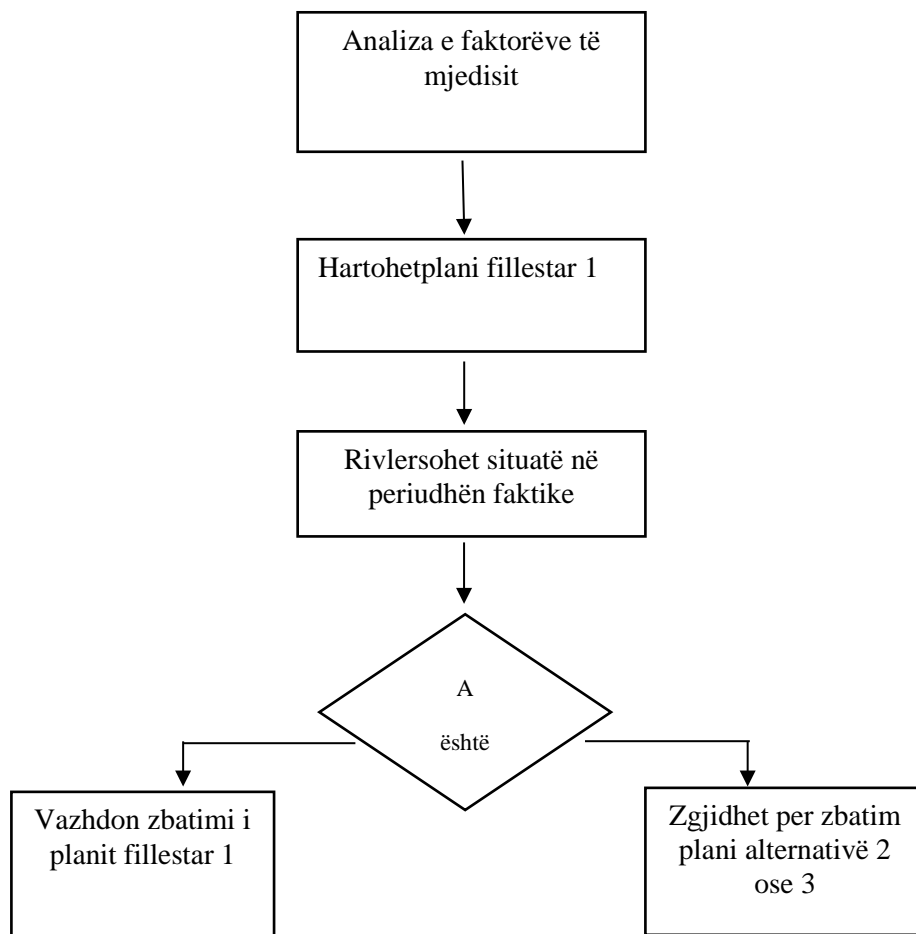 Analiza e faktorëve të
mjedisit
Hartohetplani fillestar 1
Rivlersohet situatë në
periudhën faktike
A
është
Vazhdon zbatimi i
planit fillestar 1
Zgjidhet per zbatim
plani alternativë 2
ose 3